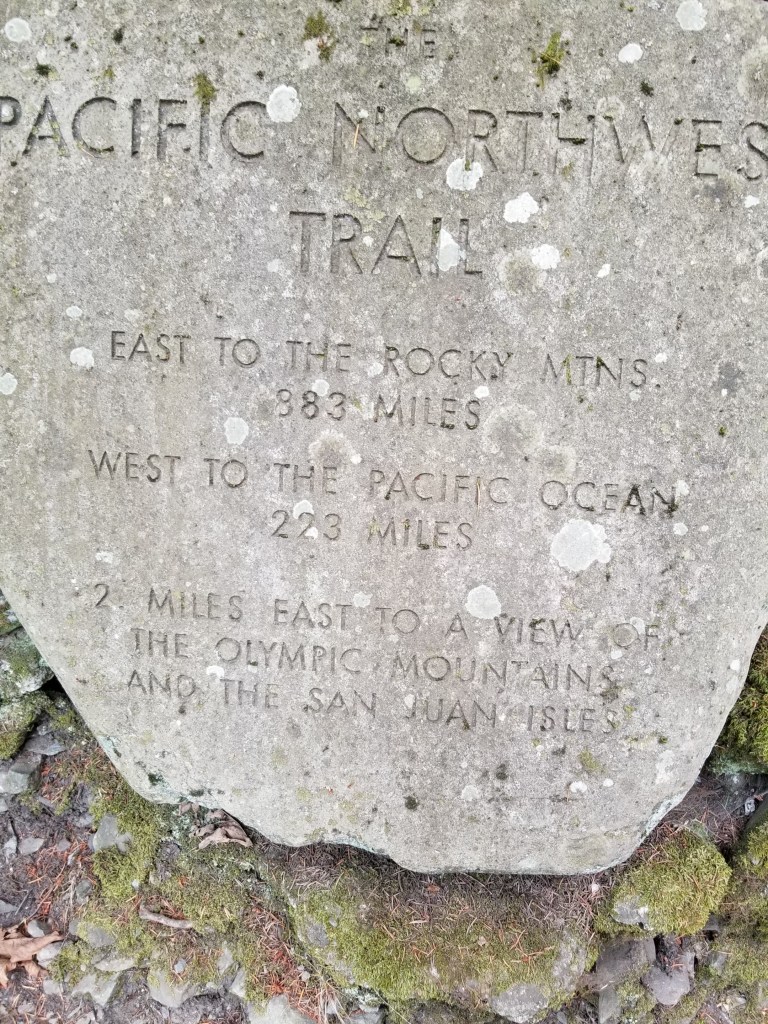 THE
PACIFIC NORTHWES
TRAIL
EAST TO THE ROCKY MTNS.
883 MILES
WEST TO THE PACIFIC OCEAN
223 MILES
2 MILES EAST TO A VIEW OF
THE OLYMPIC MOUNTAINS
AND THE SAN JUAN ISLES